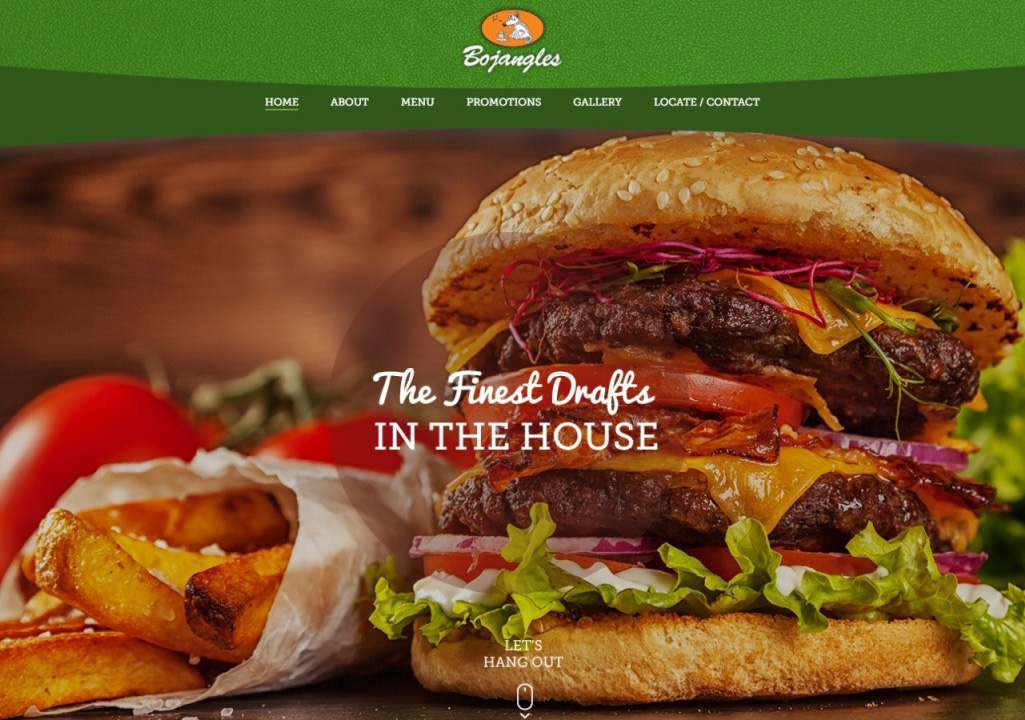 Bojangles
HOME ABOUT MENU PROMOTIONS GALLERY LOCATE / CONTACT
The Finest Drafts
IN THE HOUSE
LET'S
HANG OUT